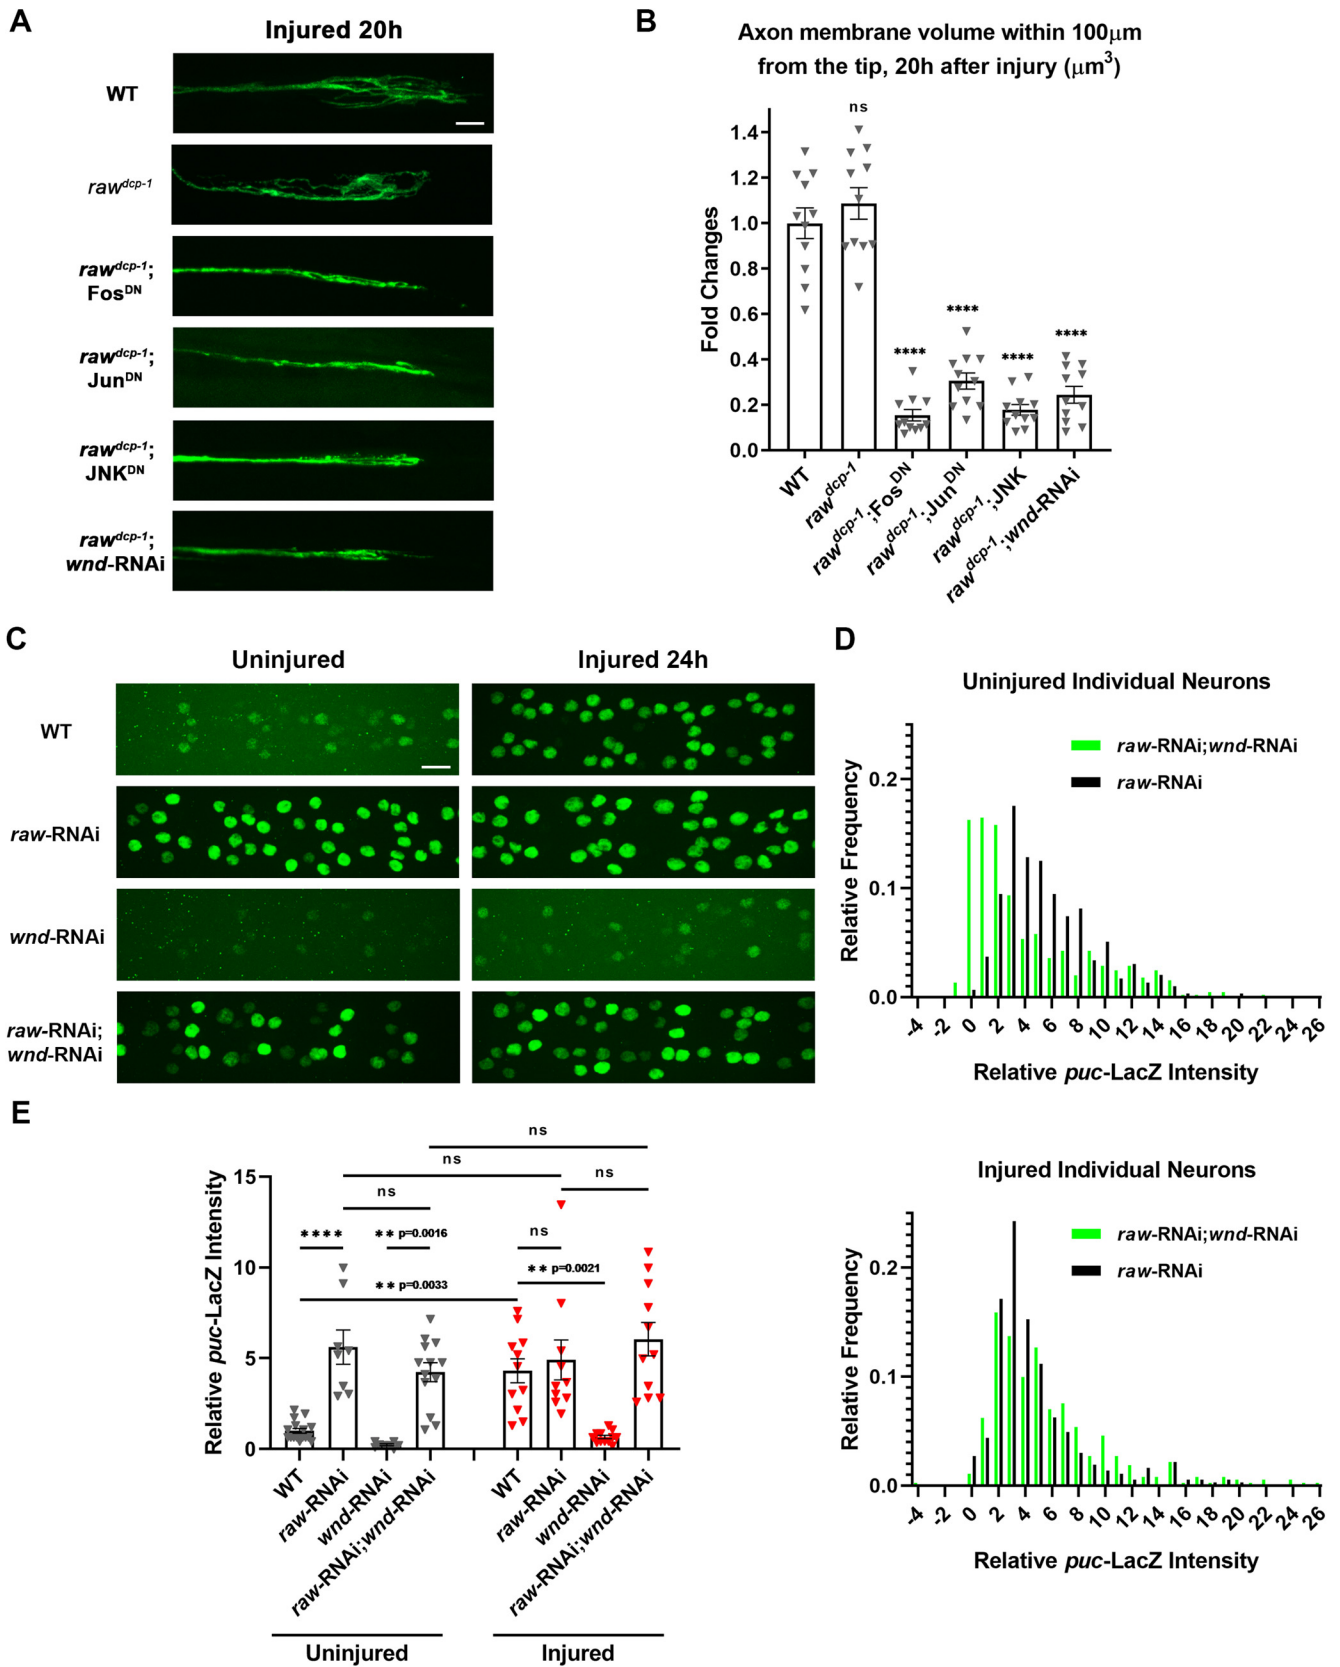 A
Injured 20h
WT
raw^dcp-1
raw^dcp-1;
Fos^DN
raw^dcp-1;
Jun^DN
raw^dcp-1;
JNK^DN
raw^dcp-1;
wnd-RNAi
B
Axon membrane volume within 100μm
from the tip, 20h after injury (μm^3)
Fold Changes
1.4
1.2
1.0
0.8
0.6
0.4
0.2
0.0
ns
****
****
****
****
WT
raw^dcp-1
raw^dcp-1;Fos^DN
raw^dcp-1;Jun^DN
raw^dcp-1;JNK
raw^dcp-1;wnd-RNAi
C
Uninjured
Injured 24h
WT
raw-RNAi
wnd-RNAi
raw-RNAi;
wnd-RNAi
D
Uninjured Individual Neurons
raw-RNAi;wnd-RNAi
raw-RNAi
Relative Frequency
0.2
0.1
0.0
-4 -2 0 2 4 6 8 10 12 14 16 18 20 22 24 26
Relative puc-LacZ Intensity
Injured Individual Neurons
raw-RNAi;wnd-RNAi
raw-RNAi
Relative Frequency
0.2
0.1
0.0
-4 -2 0 2 4 6 8 10 12 14 16 18 20 22 24 26
Relative puc-LacZ Intensity
E
Relative puc-LacZ Intensity
15
10
5
0
ns
ns
ns
ns
**** ** p=0.0016 ns
** p=0.0021
** p=0.0033
WT
raw-RNAi
wnd-RNAi
raw-RNAi;wnd-RNAi
WT
raw-RNAi
wnd-RNAi
raw-RNAi;wnd-RNAi
Uninjured
Injured